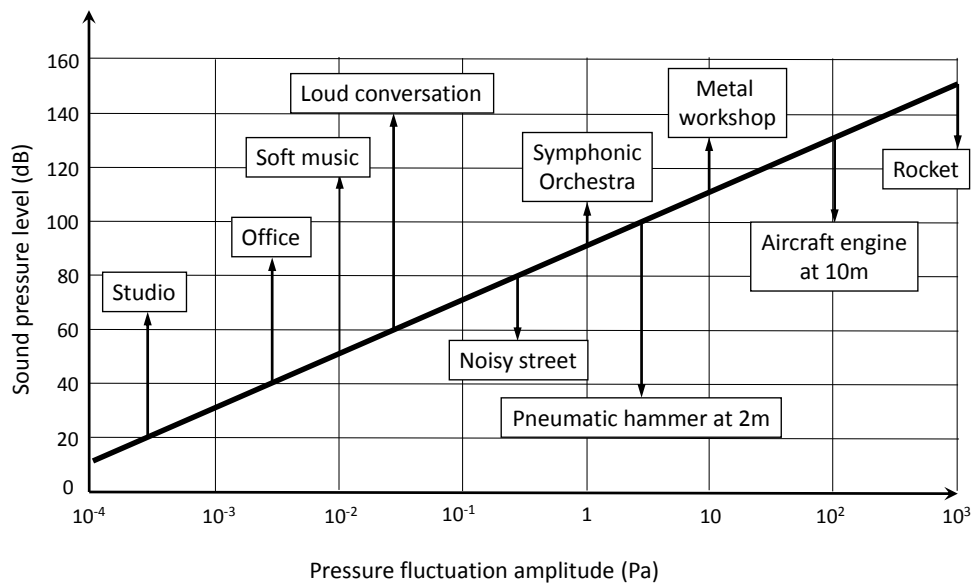 Sound pressure level (dB)
160
140
120
100
80
60
40
20
0
Studio
Office
Soft music
Loud conversation
Noisy street
Symphonic
Orchestra
Pneumatic hammer at 2m
Metal
workshop
Aircraft engine
at 10m
Rocket
10⁻⁴
10⁻³
10⁻²
10⁻¹
1
10
10²
10³
Pressure fluctuation amplitude (Pa)